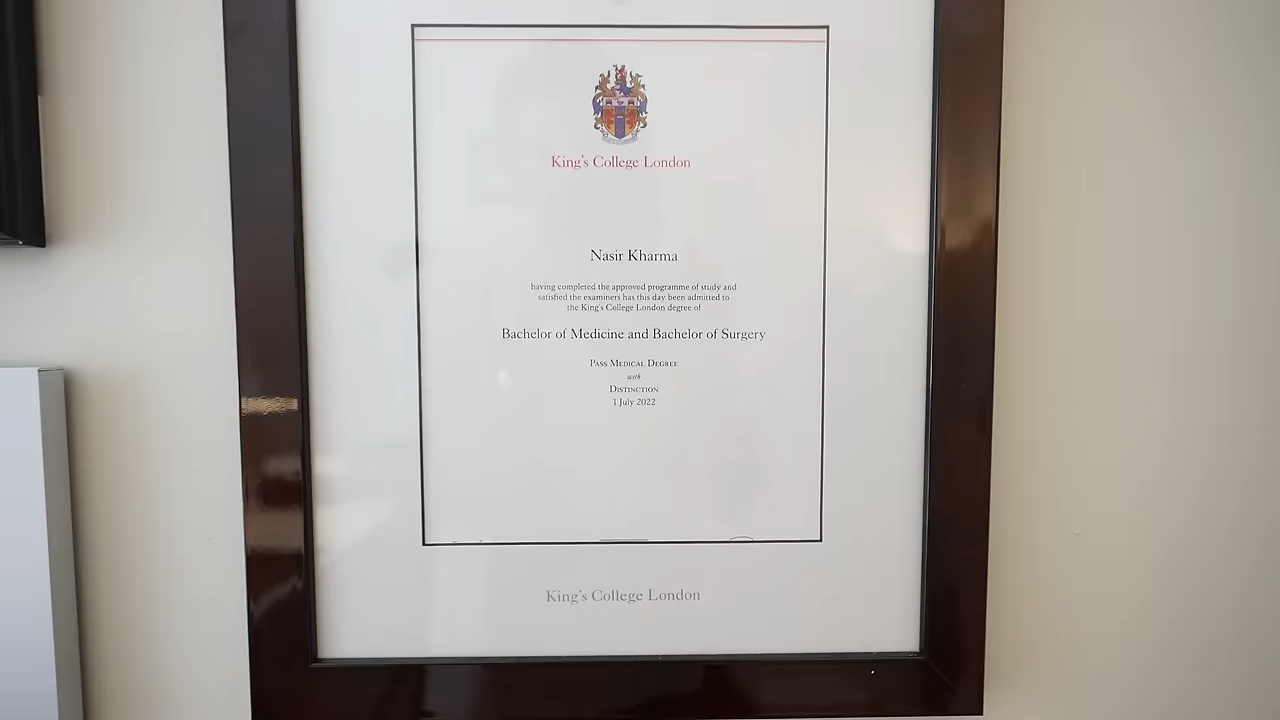 King's College London
Nasir Kharma
having completed the approved programme of study and
satisfied the examiners has this day been admitted to
the King's College London degree of
Bachelor of Medicine and Bachelor of Surgery
Pass Medical Degree
with
Distinction
1 July 2022
King's College London